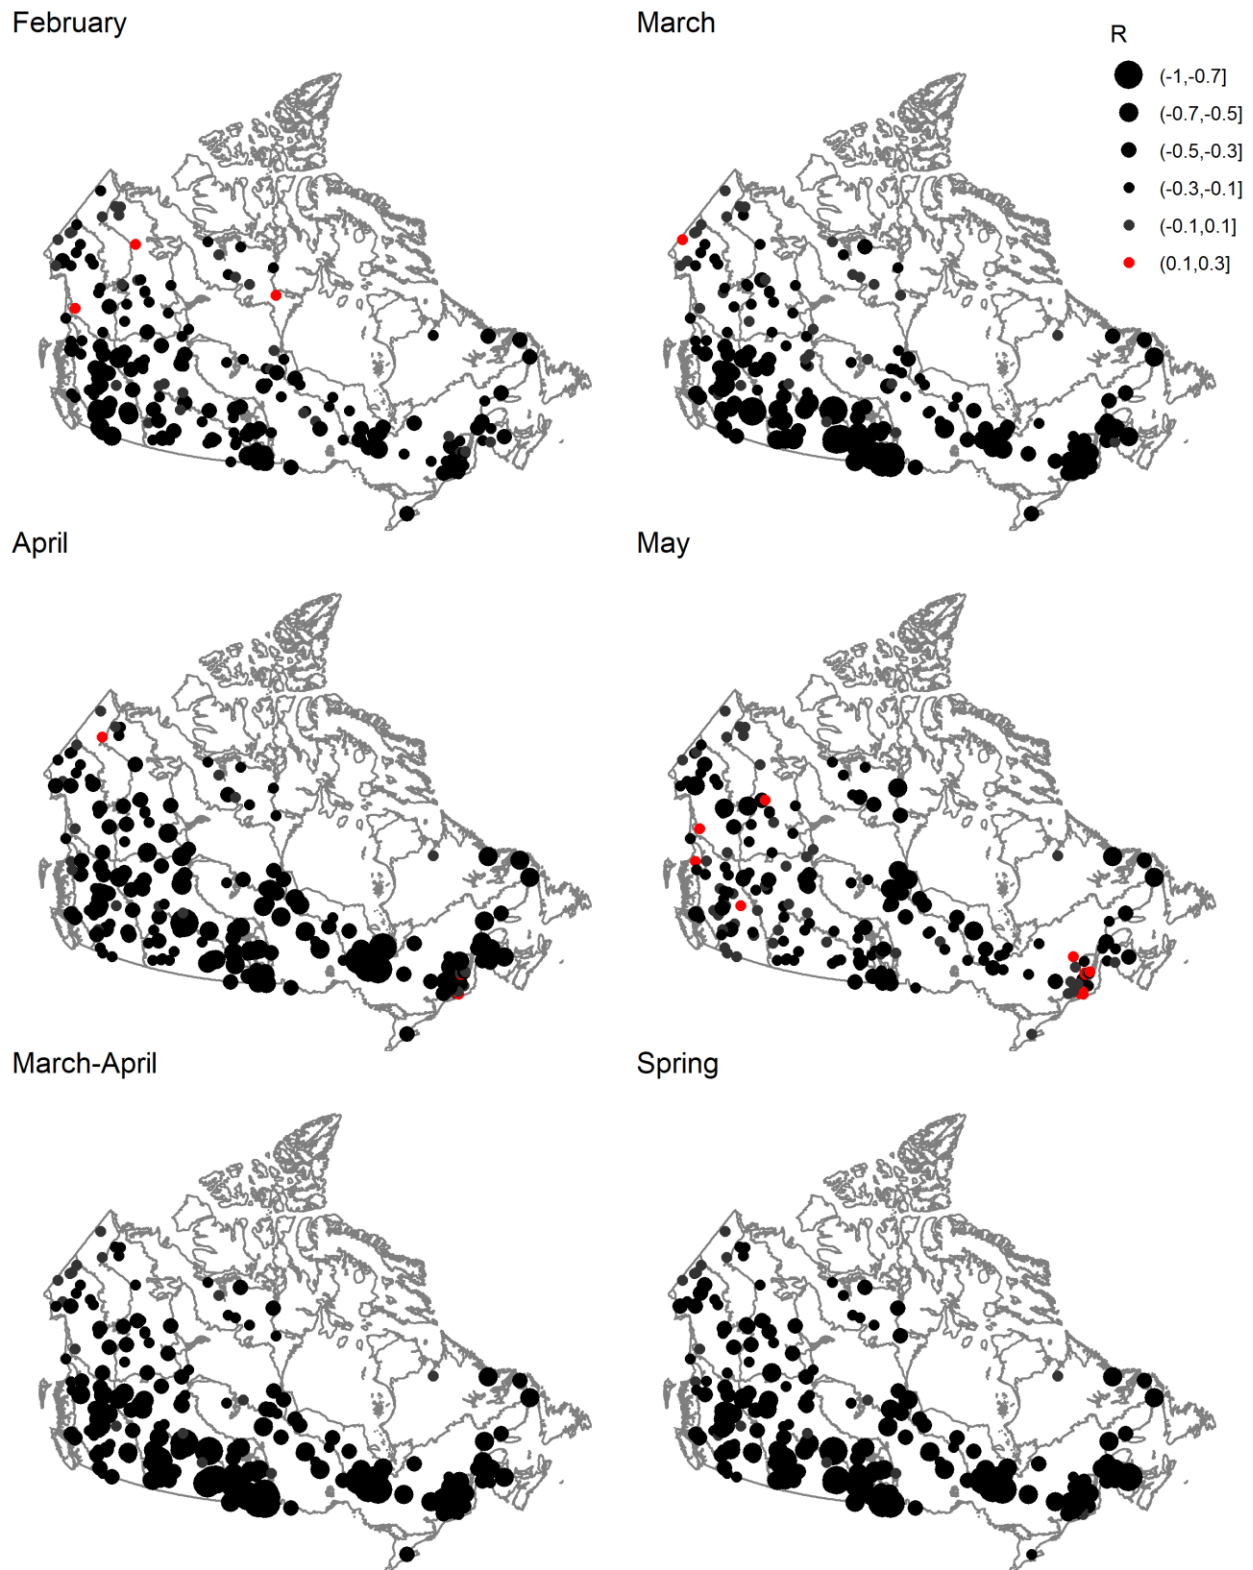 February
March
R
(-1,-0.7]
(-0.7,-0.5]
(-0.5,-0.3]
(-0.3,-0.1]
(-0.1,0.1]
(0.1,0.3]
April
May
March-April
Spring